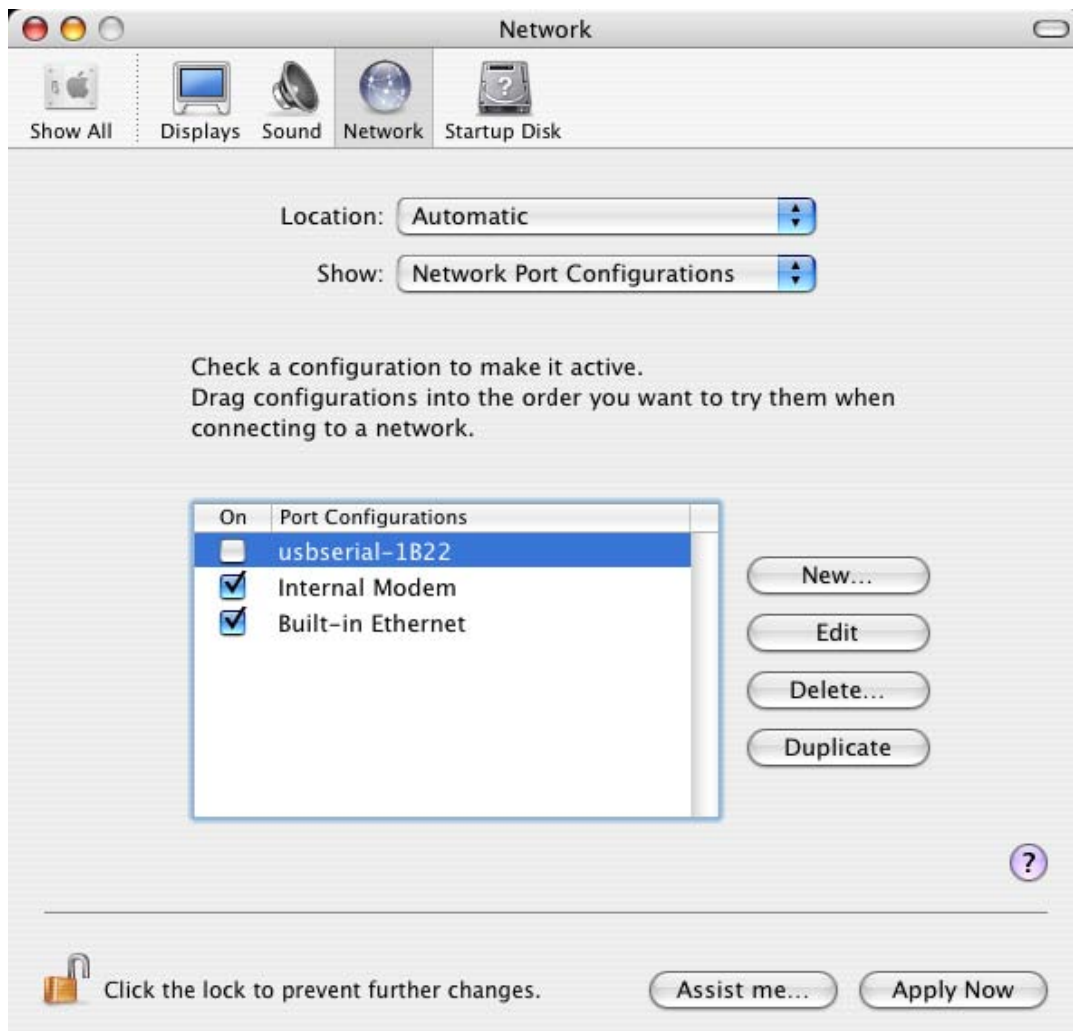 Network
Show All
Displays
Sound
Network
Startup Disk
Location: Automatic
Show: Network Port Configurations
Check a configuration to make it active.
Drag configurations into the order you want to try them when
connecting to a network.
On Port Configurations
usbserial-1B22
Internal Modem
Built-in Ethernet
New...
Edit
Delete...
Duplicate
?
Click the lock to prevent further changes.
Assist me...
Apply Now